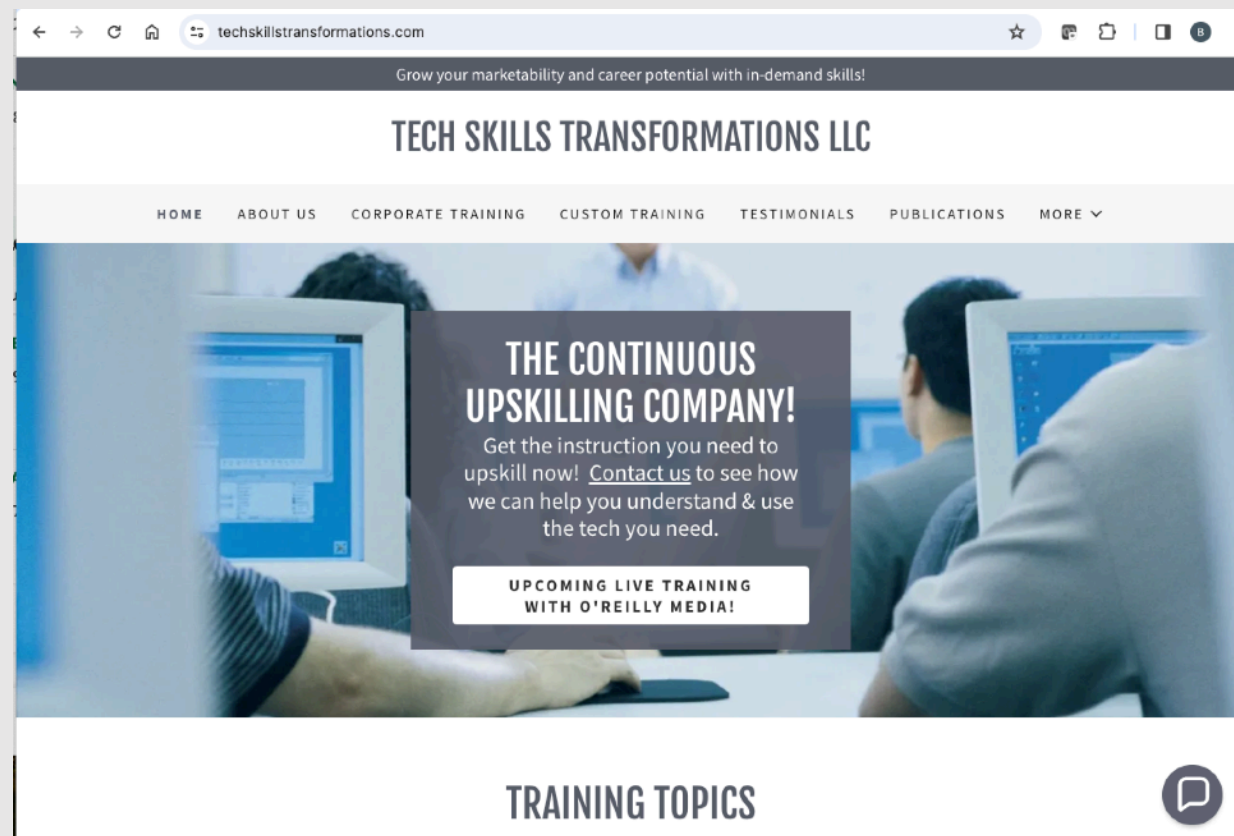 techskillstransformations.com
B
Grow your marketability and career potential with in-demand skills!
TECH SKILLS TRANSFORMATIONS LLC
HOME ABOUT US CORPORATE TRAINING CUSTOM TRAINING TESTIMONIALS PUBLICATIONS MORE
THE CONTINUOUS
UPSKILLING COMPANY!
Get the instruction you need to
upskill now! Contact us to see how
we can help you understand & use
the tech you need.
UPCOMING LIVE TRAINING
WITH O'REILLY MEDIA!
TRAINING TOPICS